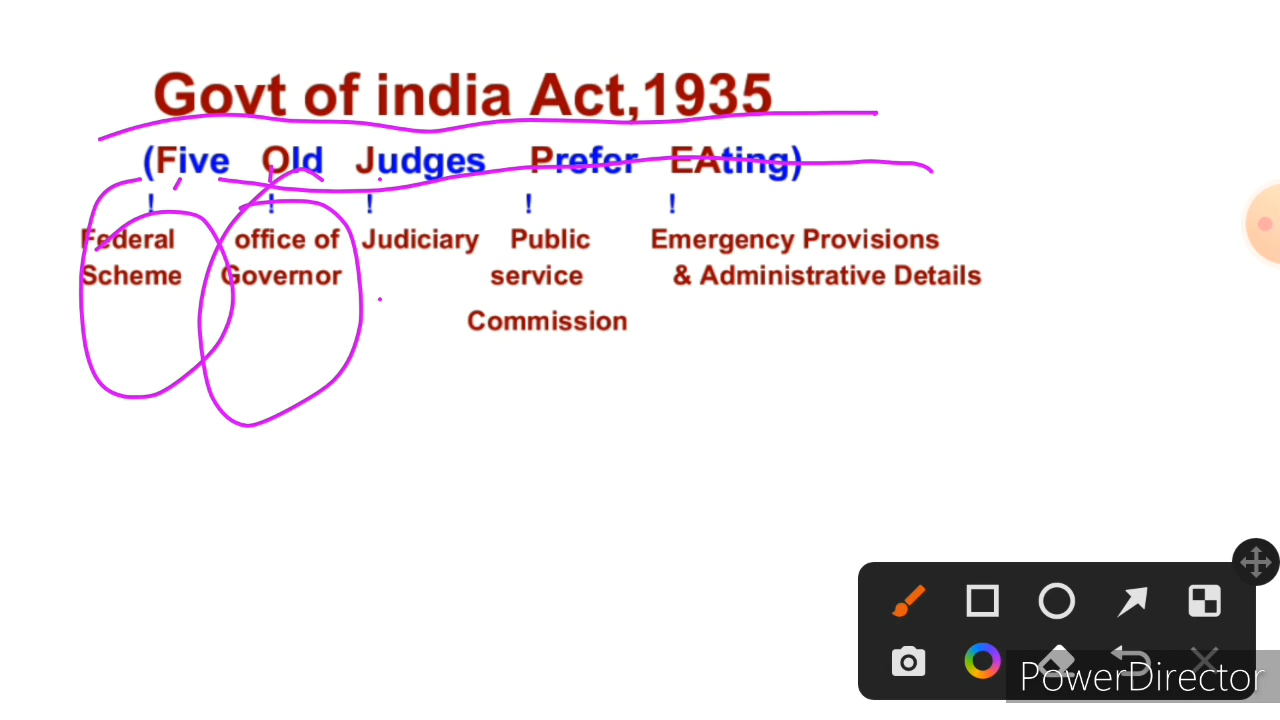 Govt of india Act,1935
(Five Old Judges Prefer EAting)
! ! ! ! !
Federal office of Judiciary Public Emergency Provisions
Scheme Governor service & Administrative Details
Commission
PowerDirector